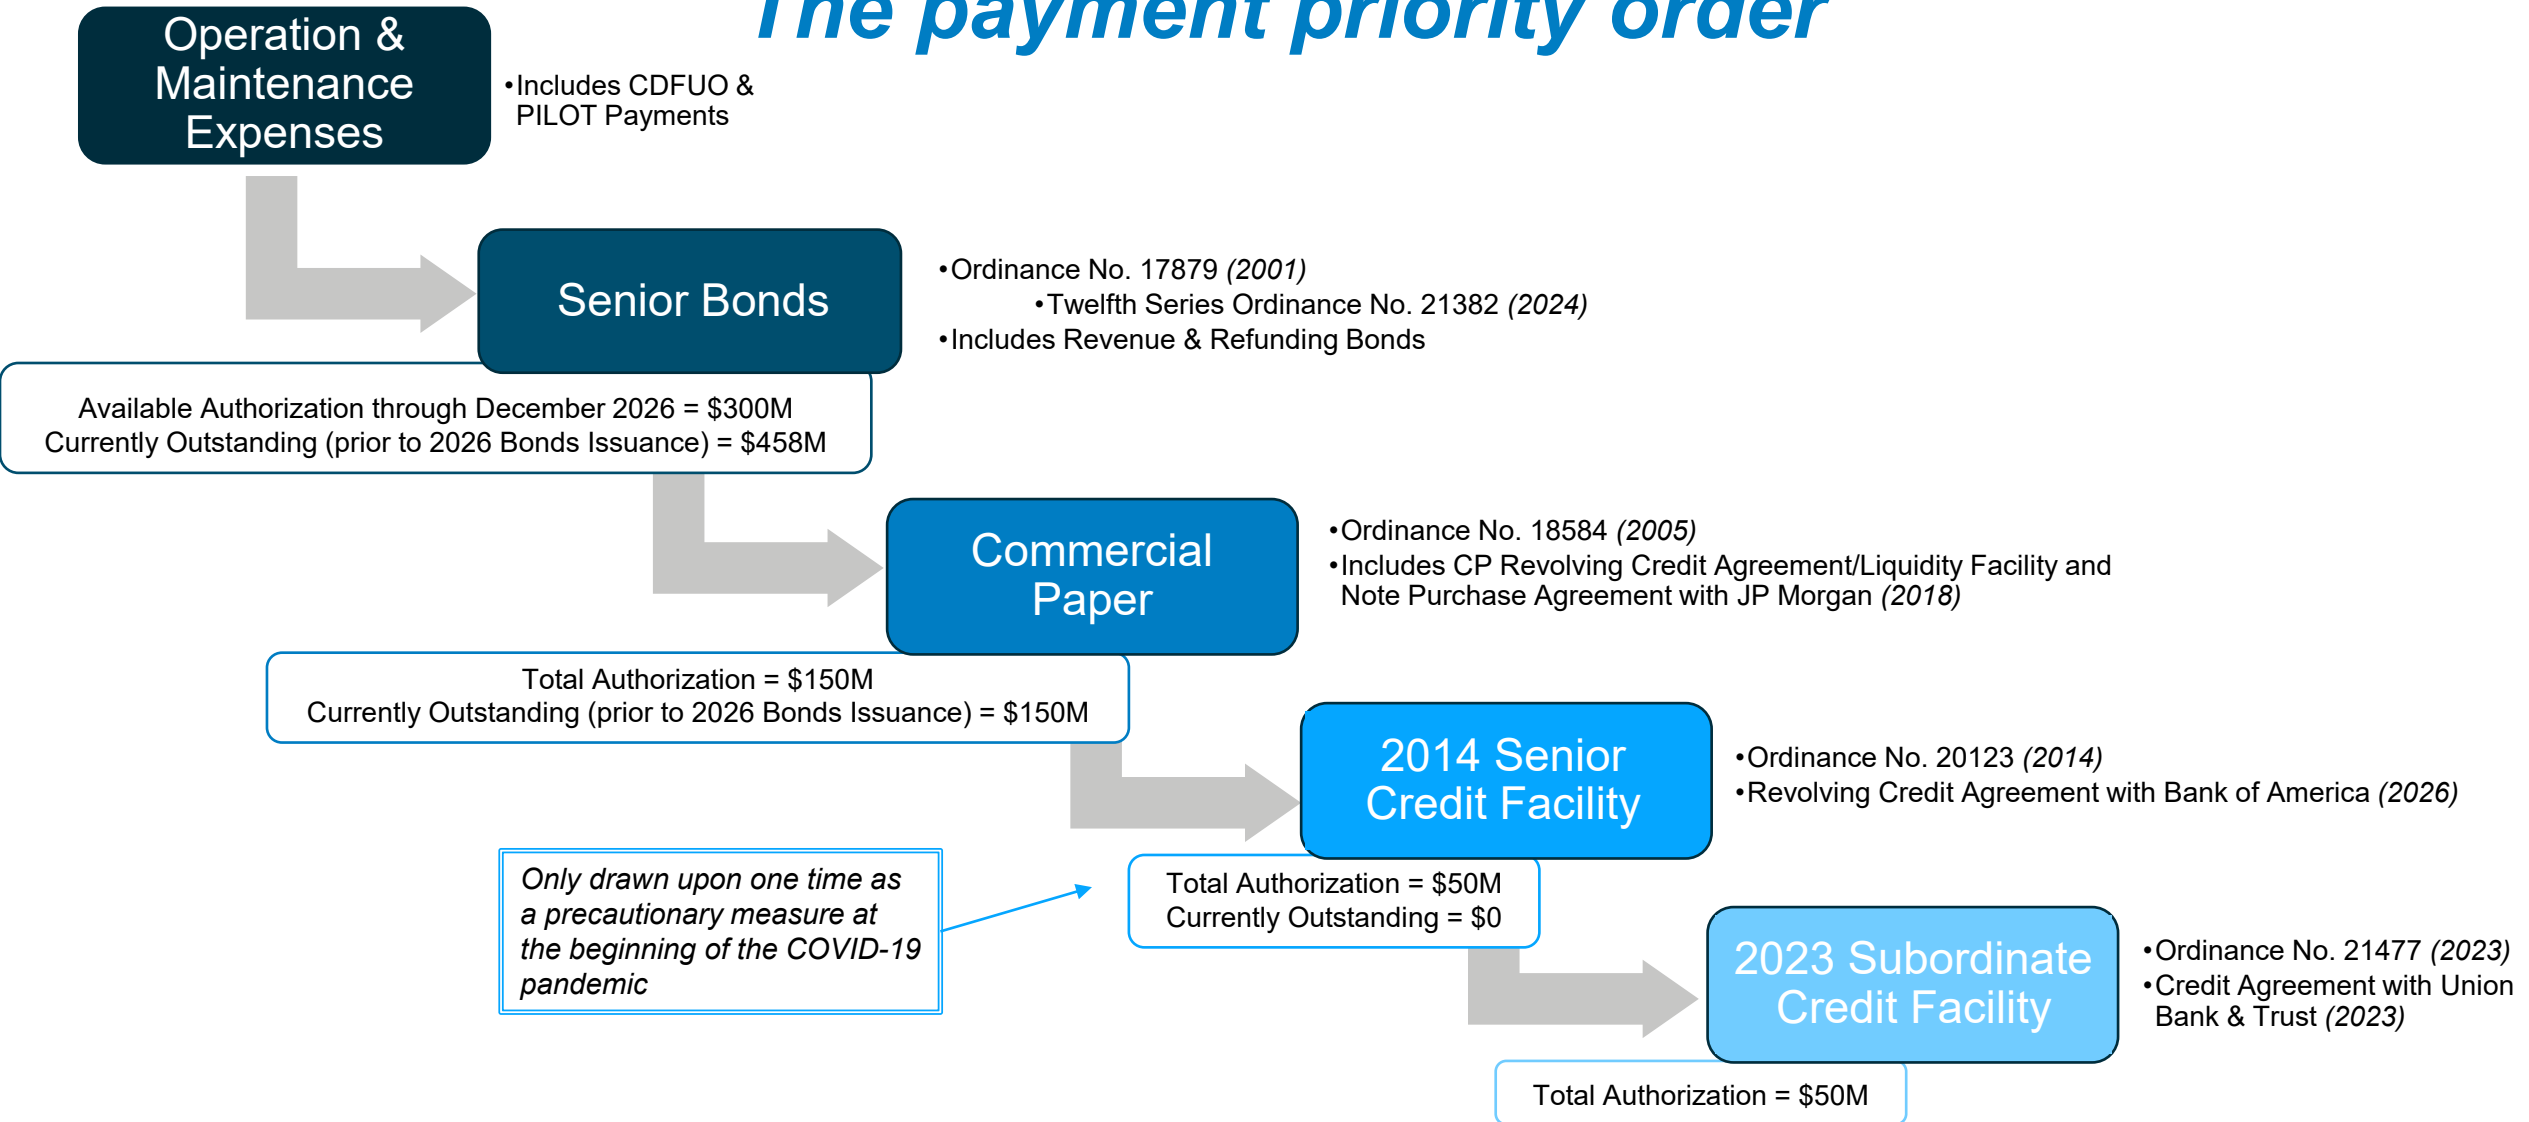 The payment priority order
Operation &
Maintenance
Expenses
•Includes CDFUO &
PILOT Payments
Senior Bonds
•Ordinance No. 17879 (2001)
•Twelfth Series Ordinance No. 21382 (2024)
•Includes Revenue & Refunding Bonds
Available Authorization through December 2026 = $300M
Currently Outstanding (prior to 2026 Bonds Issuance) = $458M
Commercial
Paper
•Ordinance No. 18584 (2005)
•Includes CP Revolving Credit Agreement/Liquidity Facility and
Note Purchase Agreement with JP Morgan (2018)
Total Authorization = $150M
Currently Outstanding (prior to 2026 Bonds Issuance) = $150M
2014 Senior
Credit Facility
•Ordinance No. 20123 (2014)
•Revolving Credit Agreement with Bank of America (2026)
Total Authorization = $50M
Currently Outstanding = $0
Only drawn upon one time as
a precautionary measure at
the beginning of the COVID-19
pandemic
2023 Subordinate
Credit Facility
•Ordinance No. 21477 (2023)
•Credit Agreement with Union
Bank & Trust (2023)
Total Authorization = $50M